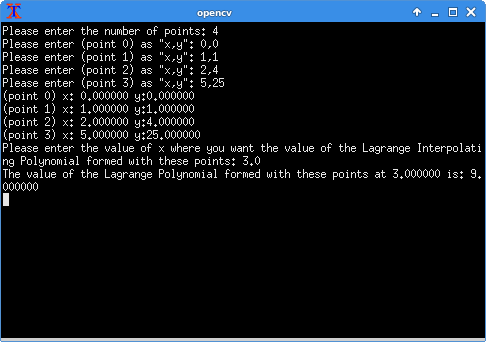 opencv
Please enter the number of points: 4
Please enter (point 0) as "x,y": 0,0
Please enter (point 1) as "x,y": 1,1
Please enter (point 2) as "x,y": 2,4
Please enter (point 3) as "x,y": 5,25
(point 0) x: 0.000000 y:0.000000
(point 1) x: 1.000000 y:1.000000
(point 2) x: 2.000000 y:4.000000
(point 3) x: 5.000000 y:25.000000
Please enter the value of x where you want the value of the Lagrange Interpolati
ng Polynomial formed with these points: 3.0
The value of the Lagrange Polynomial formed with these points at 3.000000 is: 9.
000000